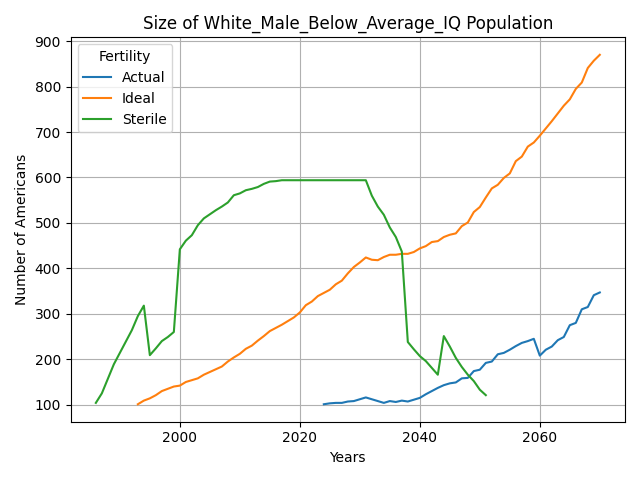 Size of White_Male_Below_Average_IQ Population
Number of Americans
900
800
700
600
500
400
300
200
100
Fertility
Actual
Ideal
Sterile
2000
2020
2040
2060
Years